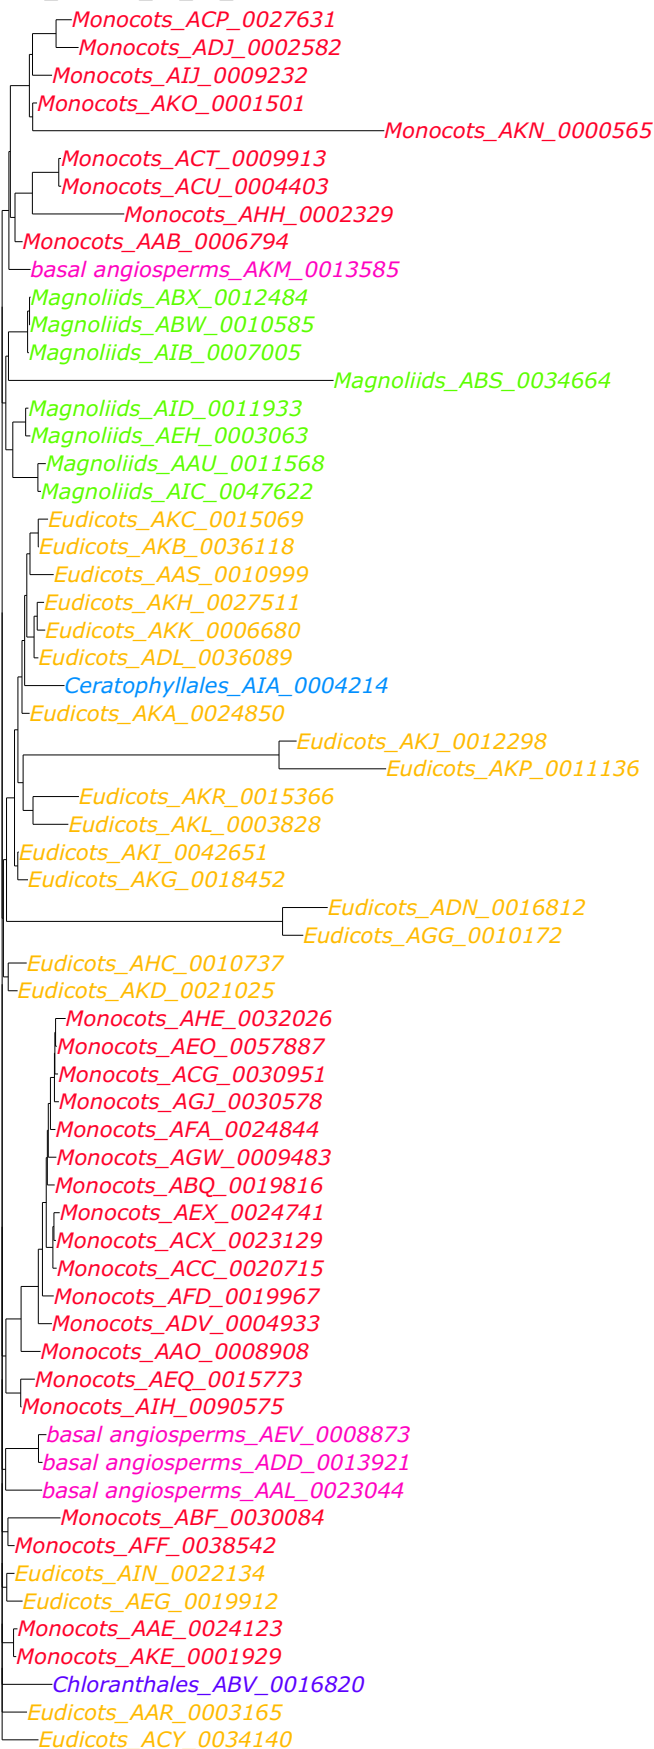 Monocots_ACP_0027631
Monocots_ADJ_0002582
Monocots_AIJ_0009232
Monocots_AKO_0001501
Monocots_AKN_0000565
Monocots_ACT_0009913
Monocots_ACU_0004403
Monocots_AHH_0002329
Monocots_AAB_0006794
basal angiosperms_AKM_0013585
Magnoliids_ABX_0012484
Magnoliids_ABW_0010585
Magnoliids_AIB_0007005
Magnoliids_ABS_0034664
Magnoliids_AID_0011933
Magnoliids_AEH_0003063
Magnoliids_AAU_0011568
Magnoliids_AIC_0047622
Eudicots_AKC_0015069
Eudicots_AKB_0036118
Eudicots_AAS_0010999
Eudicots_AKH_0027511
Eudicots_AKK_0006680
Eudicots_ADL_0036089
Ceratophyllales_AIA_0004214
Eudicots_AKA_0024850
Eudicots_AKJ_0012298
Eudicots_AKP_0011136
Eudicots_AKR_0015366
Eudicots_AKL_0003828
Eudicots_AKI_0042651
Eudicots_AKG_0018452
Eudicots_ADN_0016812
Eudicots_AGG_0010172
Eudicots_AHC_0010737
Eudicots_AKD_0021025
Monocots_AHE_0032026
Monocots_AEO_0057887
Monocots_ACG_0030951
Monocots_AGJ_0030578
Monocots_AFA_0024844
Monocots_AGW_0009483
Monocots_ABQ_0019816
Monocots_AEX_0024741
Monocots_ACX_0023129
Monocots_ACC_0020715
Monocots_AFD_0019967
Monocots_ADV_0004933
Monocots_AAO_0008908
Monocots_AEQ_0015773
Monocots_AIH_0090575
basal angiosperms_AEV_0008873
basal angiosperms_ADD_0013921
basal angiosperms_AAL_0023044
Monocots_ABF_0030084
Monocots_AFF_0038542
Eudicots_AIN_0022134
Eudicots_AEG_0019912
Monocots_AAE_0024123
Monocots_AKE_0001929
Chloranthales_ABV_0016820
Eudicots_AAR_0003165
Eudicots_ACY_0034140